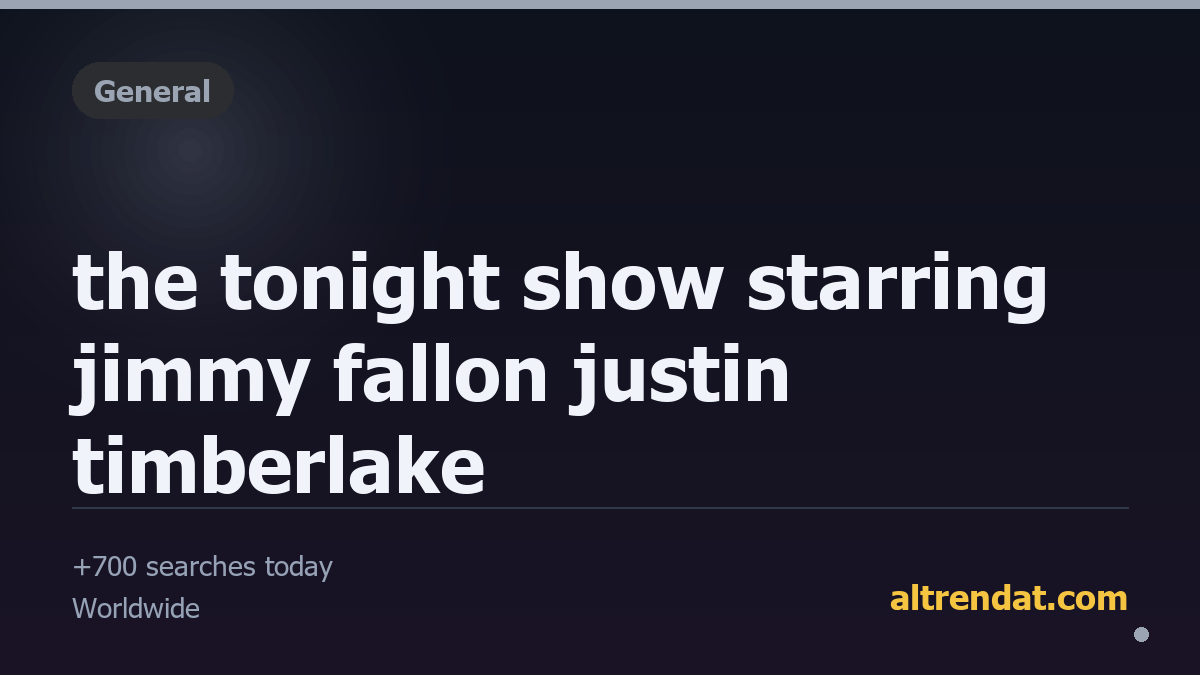 General
the tonight show starring
jimmy fallon justin
timberlake
+700 searches today
Worldwide
altrendat.com